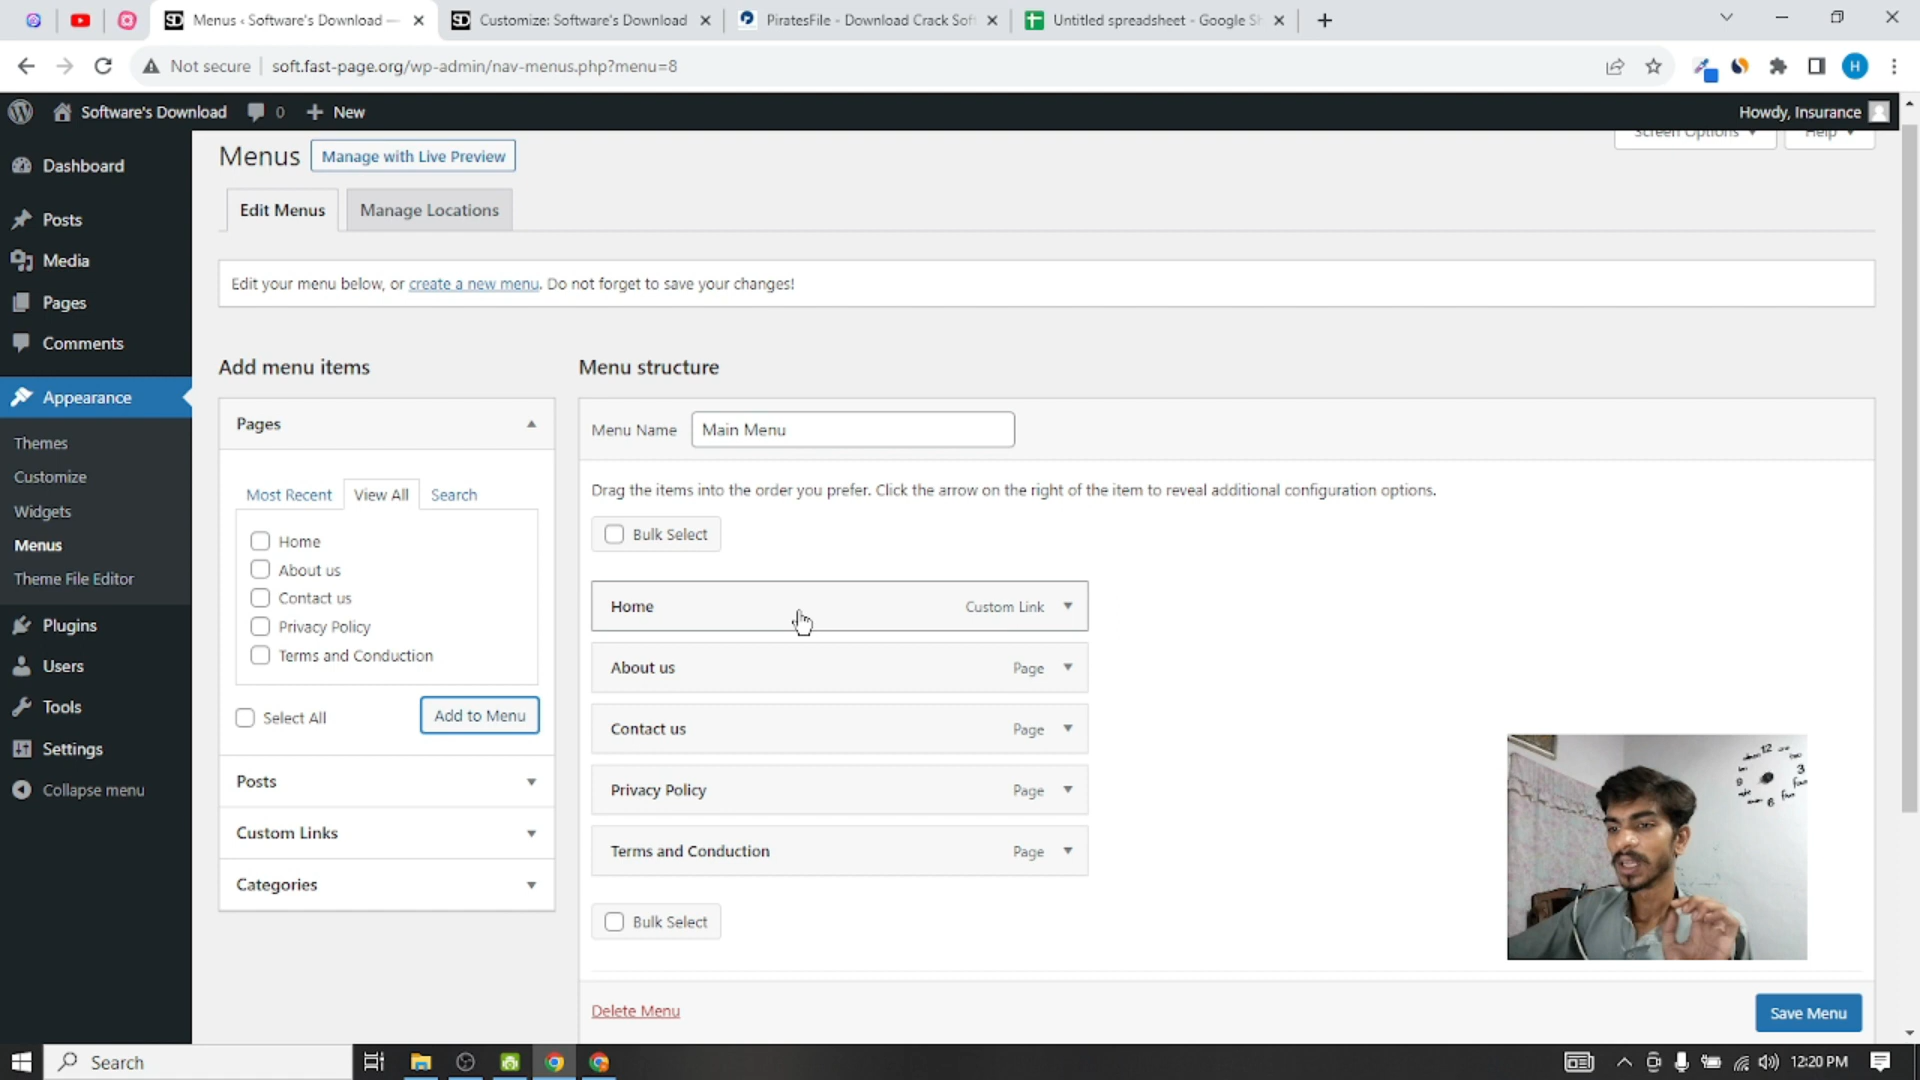 Menus ‹ Software's Download —
Customize: Software's Download
PiratesFile - Download Crack Sof
Untitled spreadsheet - Google Sh
Not secure
soft.fast-page.org/wp-admin/nav-menus.php?menu=8
H
Software's Download
0
New
Howdy, Insurance
Screen Options
Help
Dashboard
Posts
Media
Pages
Comments
Appearance
Themes
Customize
Widgets
Menus
Theme File Editor
Plugins
Users
Tools
Settings
Collapse menu
Menus
Manage with Live Preview
Edit Menus
Manage Locations
Edit your menu below, or create a new menu. Do not forget to save your changes!
Add menu items
Pages
Most Recent
View All
Search
Home
About us
Contact us
Privacy Policy
Terms and Conduction
Select All
Add to Menu
Posts
Custom Links
Categories
Menu structure
Menu Name
Main Menu
Drag the items into the order you prefer. Click the arrow on the right of the item to reveal additional configuration options.
Bulk Select
Home
Custom Link
About us
Page
Contact us
Page
Privacy Policy
Page
Terms and Conduction
Page
Bulk Select
Delete Menu
Save Menu
12
3
6
Search
12:20 PM